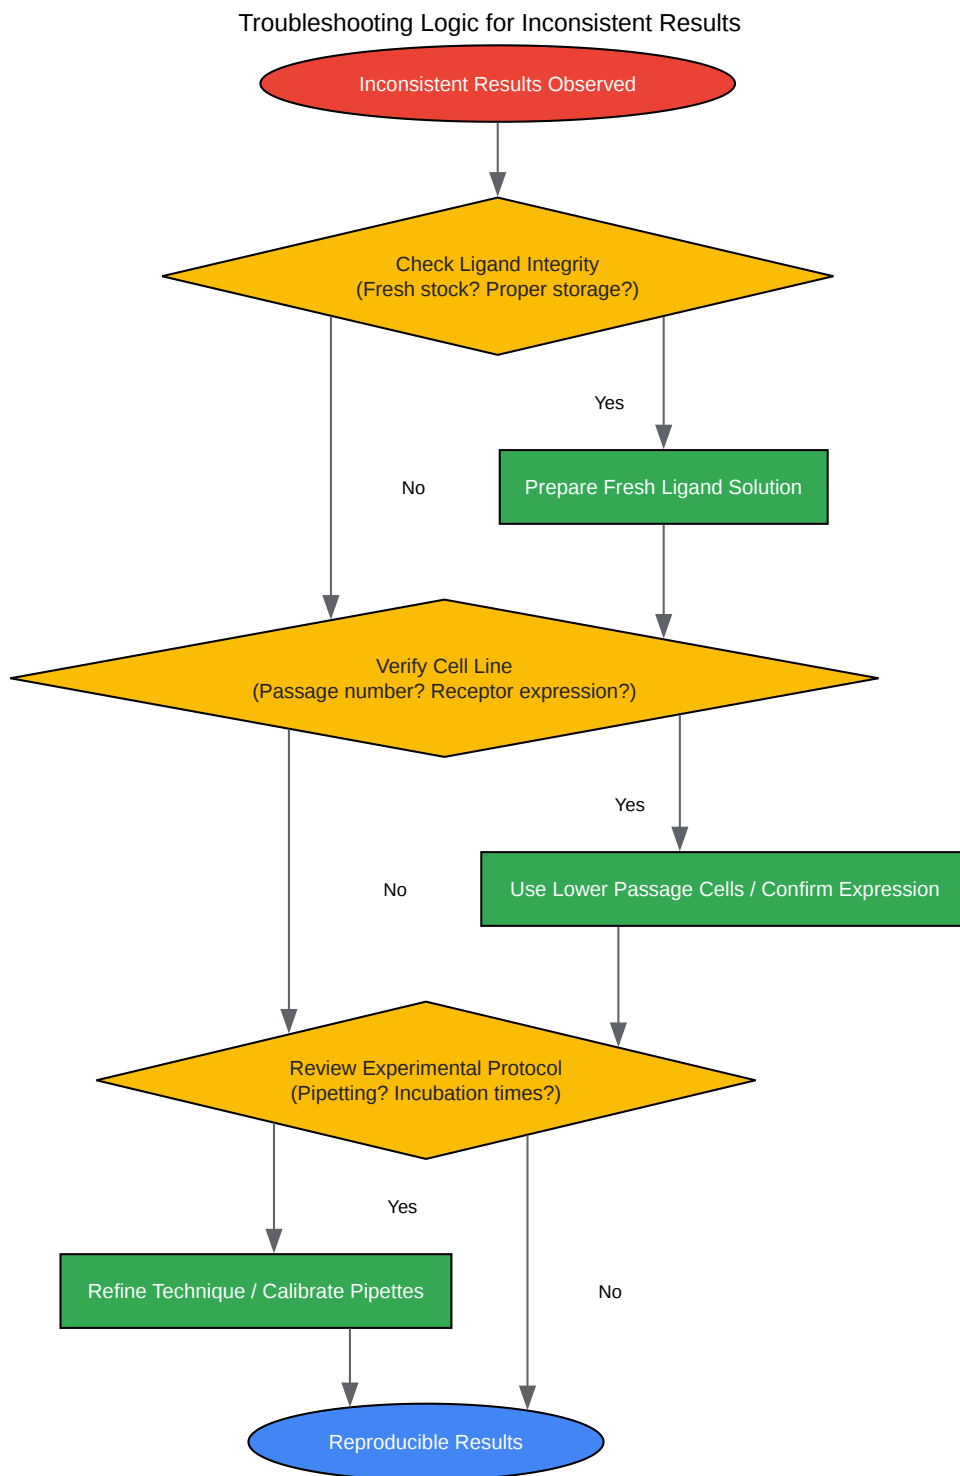 Troubleshooting Logic for Inconsistent Results
Inconsistent Results Observed
Check Ligand Integrity
(Fresh stock? Proper storage?)
Yes
No
Prepare Fresh Ligand Solution
Verify Cell Line
(Passage number? Receptor expression?)
Yes
No
Use Lower Passage Cells / Confirm Expression
Review Experimental Protocol
(Pipetting? Incubation times?)
Yes
Refine Technique / Calibrate Pipettes
No
Reproducible Results